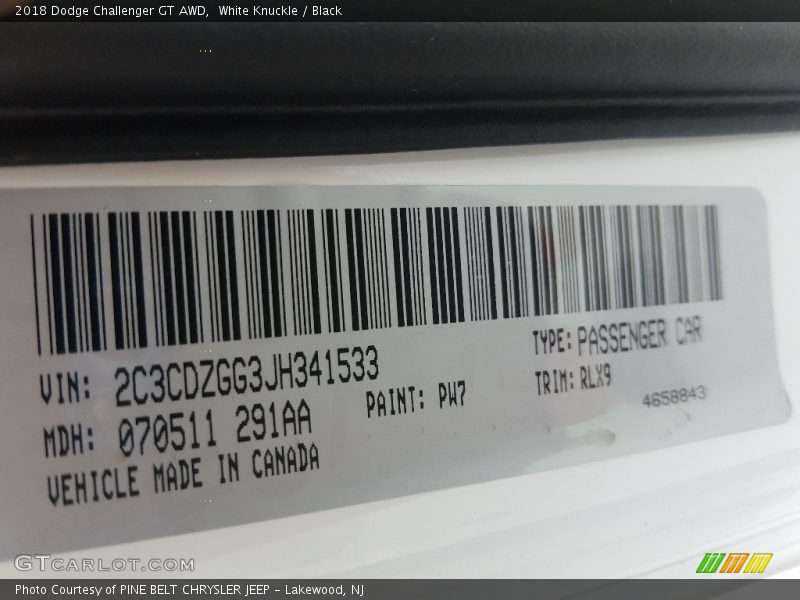 2018 Dodge Challenger GT AWD,  White Knuckle / Black
VIN: 2C3CDZGG3JH341533
TYPE: PASSENGER CAR
MDH: 070511 291AA
PAINT: PW7
TRIM: RLX9
4658843
VEHICLE MADE IN CANADA
GTCARLOT.COM
Photo Courtesy of PINE BELT CHRYSLER JEEP - Lakewood, NJ